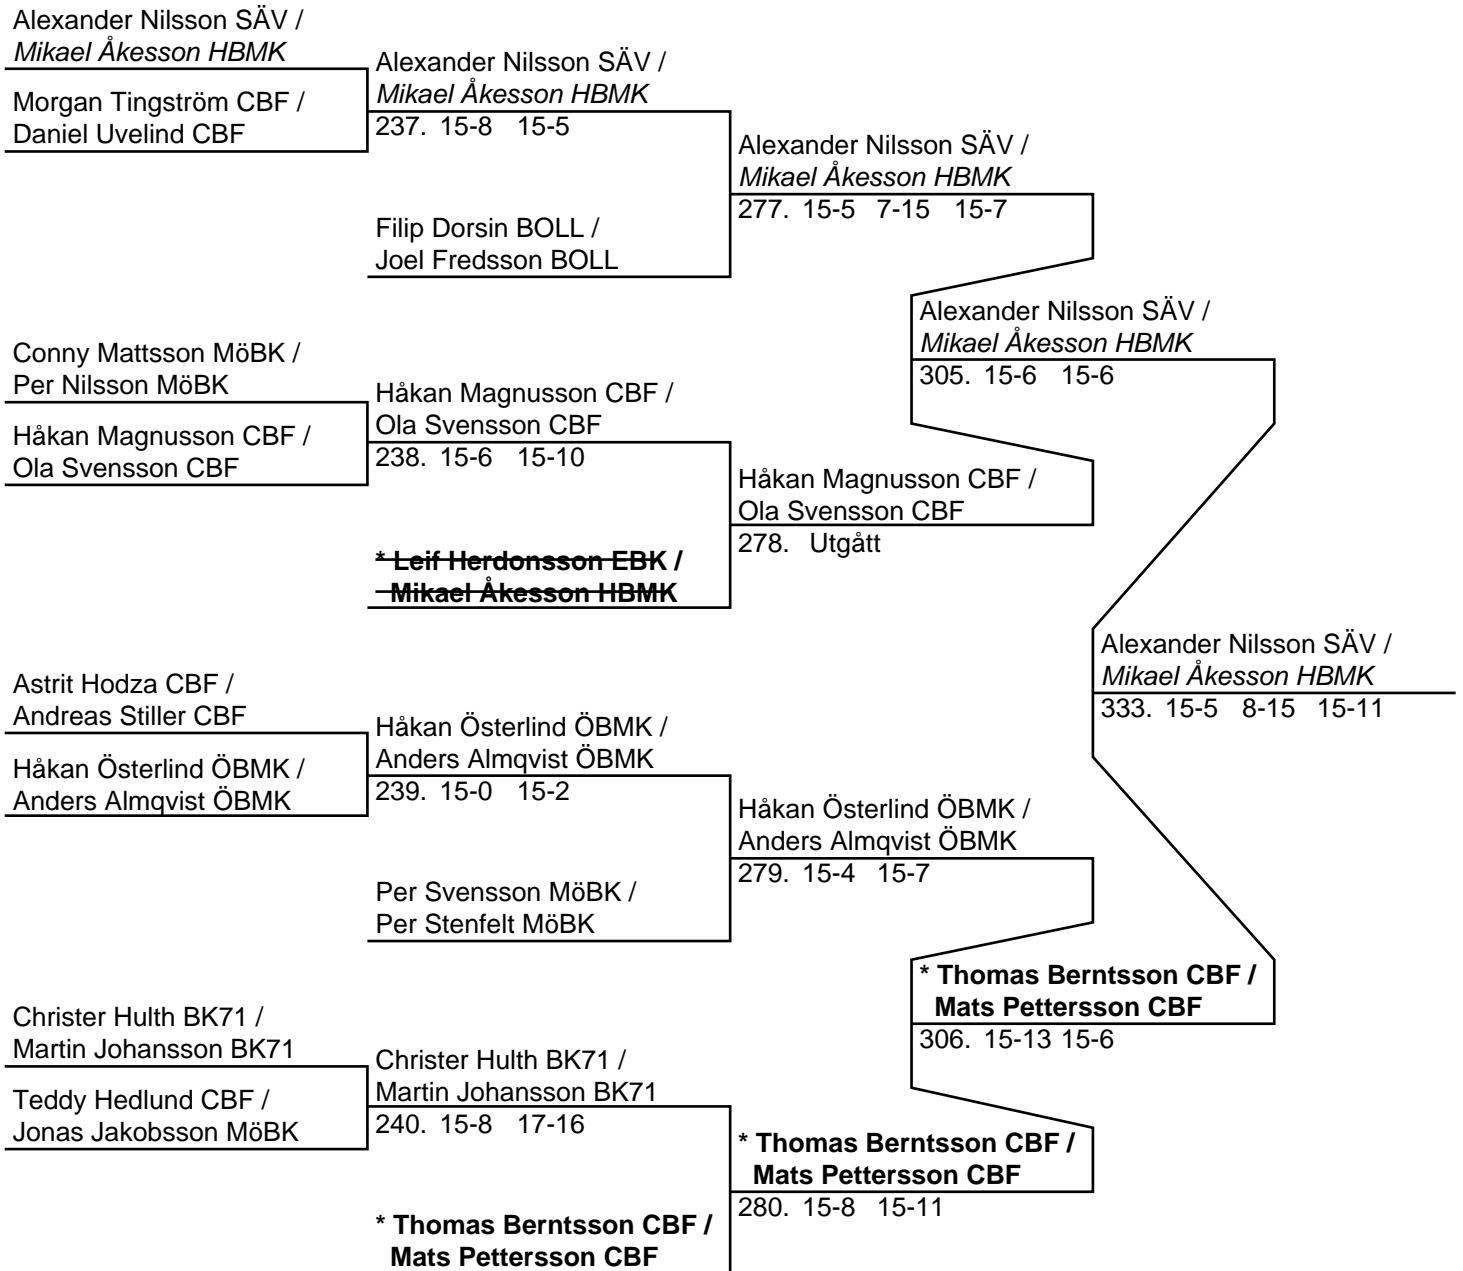 Alexander Nilsson SÄV /
Mikael Åkesson HBMK
Morgan Tingström CBF /
Daniel Uvelind CBF
Conny Mattsson MöBK /
Per Nilsson MöBK
Håkan Magnusson CBF /
Ola Svensson CBF
Astrit Hodza CBF /
Andreas Stiller CBF
Håkan Österlind ÖBMK /
Anders Almqvist ÖBMK
Christer Hulth BK71 /
Martin Johansson BK71
Teddy Hedlund CBF /
Jonas Jakobsson MöBK
Alexander Nilsson SÄV /
Mikael Åkesson HBMK
237. 15-8 15-5
Filip Dorsin BOLL /
Joel Fredsson BOLL
Håkan Magnusson CBF /
Ola Svensson CBF
238. 15-6 15-10
* Leif Herdonsson EBK /
Mikael Åkesson HBMK
Håkan Österlind ÖBMK /
Anders Almqvist ÖBMK
239. 15-0 15-2
Per Svensson MöBK /
Per Stenfelt MöBK
Christer Hulth BK71 /
Martin Johansson BK71
240. 15-8 17-16
* Thomas Berntsson CBF /
Mats Pettersson CBF
Alexander Nilsson SÄV /
Mikael Åkesson HBMK
277. 15-5 7-15 15-7
Håkan Magnusson CBF /
Ola Svensson CBF
278. Utgått
Håkan Österlind ÖBMK /
Anders Almqvist ÖBMK
279. 15-4 15-7
* Thomas Berntsson CBF /
Mats Pettersson CBF
280. 15-8 15-11
Alexander Nilsson SÄV /
Mikael Åkesson HBMK
305. 15-6 15-6
* Thomas Berntsson CBF /
Mats Pettersson CBF
306. 15-13 15-6
Alexander Nilsson SÄV /
Mikael Åkesson HBMK
333. 15-5 8-15 15-11